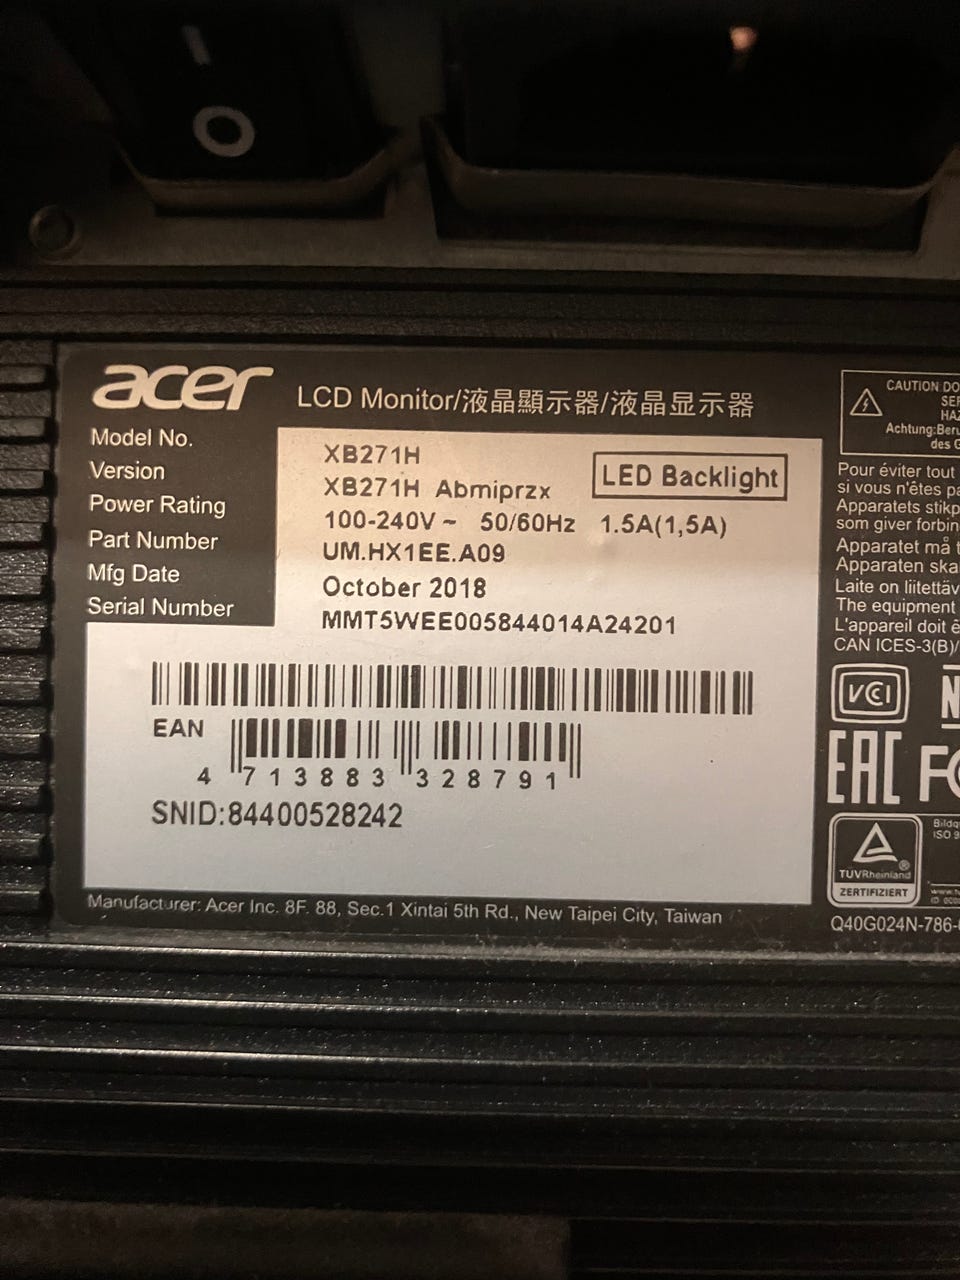 acer LCD Monitor/液晶顯示器/液晶显示器
Model No. XB271H
Version XB271H Abmiprzx
LED Backlight
Power Rating 100-240V ~ 50/60Hz 1.5A(1,5A)
Part Number UM.HX1EE.A09
Mfg Date October 2018
Serial Number MMT5WEE005844014A24201
EAN
4 713883 328791
SNID:84400528242
Manufacturer: Acer Inc. 8F. 88, Sec.1 Xintai 5th Rd., New Taipei City, Taiwan
CAUTION
Achtung:
des
Pour éviter tout
si vous n'êtes
Apparatets
som giver
Apparatet må
Apparaten
Laite on
The equipment
L'appareil doit
CAN ICES-3(B)/
VCI
EAC
TÜVRheinland®
ZERTIFIZIERT
ISO
Q40G024N-786-